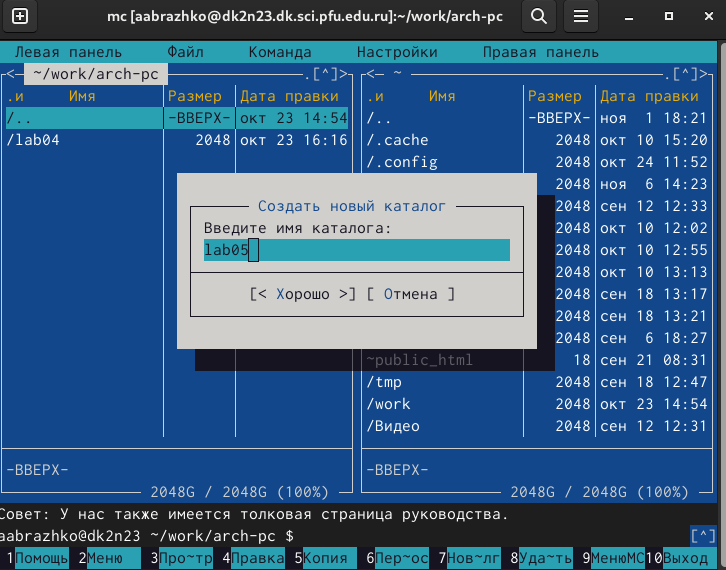 mc [aabrazhko@dk2n23.dk.sci.pfu.edu.ru]:~/work/arch-pc
Левая панель Файл Команда Настройки Правая панель
<─ ~/work/arch-pc .[^]> <─ ~ .[^]>
.и Имя Размер Дата правки .и Имя Размер Дата правки
/.. -ВВЕРХ- окт 23 14:54 /.. -ВВЕРХ- ноя 1 18:21
/lab04 2048 окт 23 16:16 /.cache 2048 окт 10 15:20
/.config 2048 окт 24 11:52
2048 ноя 6 14:23
Создать новый каталог 2048 сен 12 12:33
Введите имя каталога: 2048 окт 10 12:02
lab05 2048 окт 10 12:55
2048 окт 10 13:13
[< Хорошо >] [ Отмена ] 2048 сен 18 13:17
2048 сен 18 13:21
2048 сен 6 18:27
~public_html 18 сен 21 08:31
/tmp 2048 сен 18 12:47
/work 2048 окт 23 14:54
/Видео 2048 сен 12 12:31
-ВВЕРХ- -ВВЕРХ-
2048G / 2048G (100%) 2048G / 2048G (100%)
Совет: У нас также имеется толковая страница руководства.
aabrazhko@dk2n23 ~/work/arch-pc $ [^]
1Помощь 2Меню 3Про~тр 4Правка 5Копия 6Пер~ос 7Нов~лг 8Уда~ть 9МенюМС 10Выход